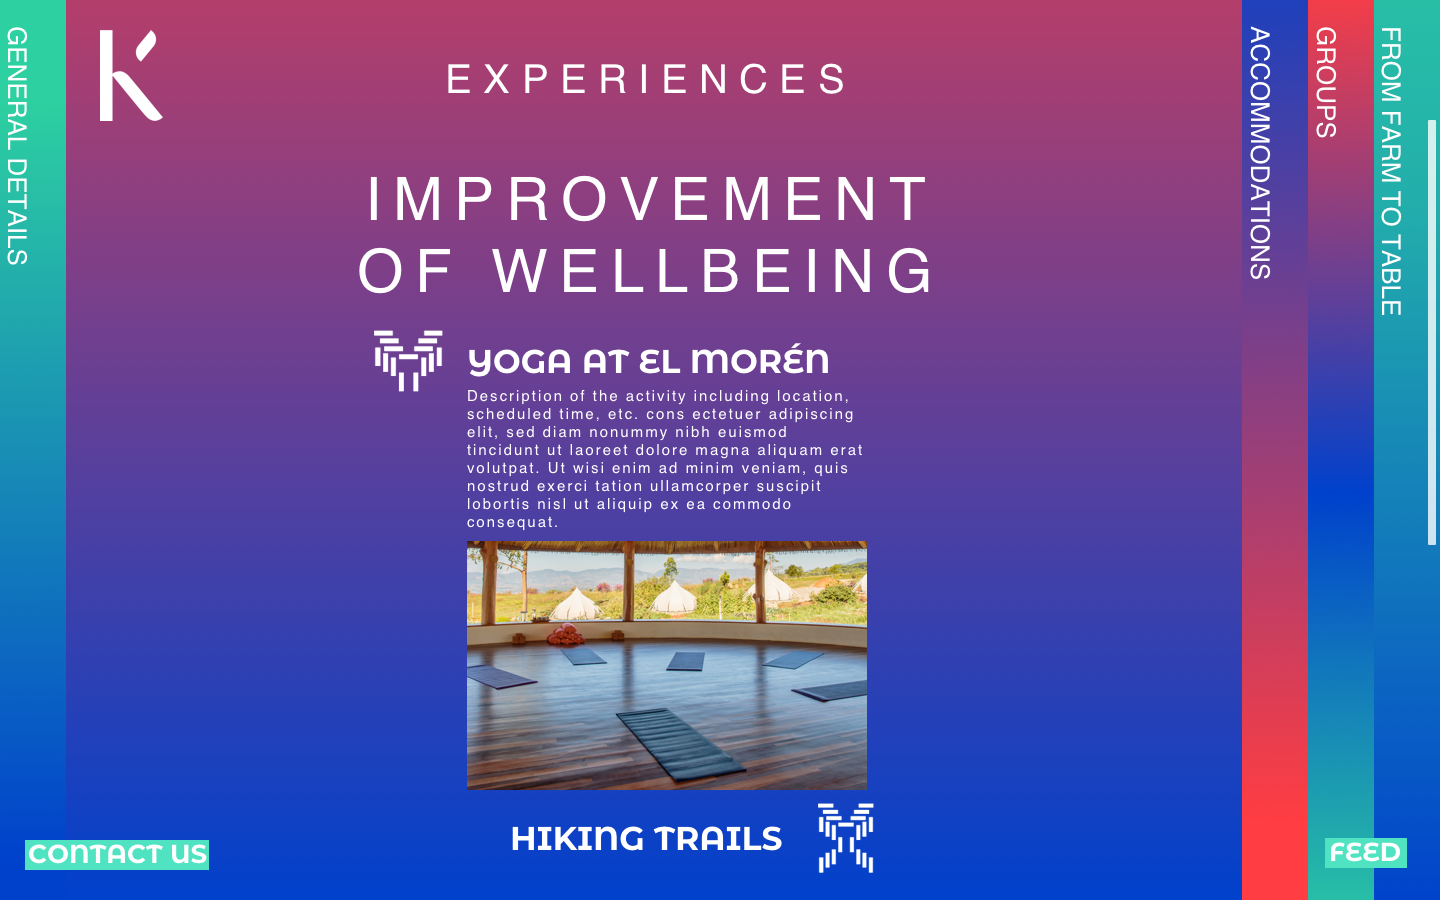 GENERAL DETAILS
K
EXPERIENCES
IMPROVEMENT
OF WELLBEING
YOGA AT EL MORÉN
Description of the activity including location,
scheduled time, etc. cons ectetuer adipiscing
elit, sed diam nonummy nibh euismod
tincidunt ut laoreet dolore magna aliquam erat
volutpat. Ut wisi enim ad minim veniam, quis
nostrud exerci tation ullamcorper suscipit
lobortis nisl ut aliquip ex ea commodo
consequat.
HIKING TRAILS
ACCOMMODATIONS
GROUPS
FROM FARM TO TABLE
CONTACT US
FEED